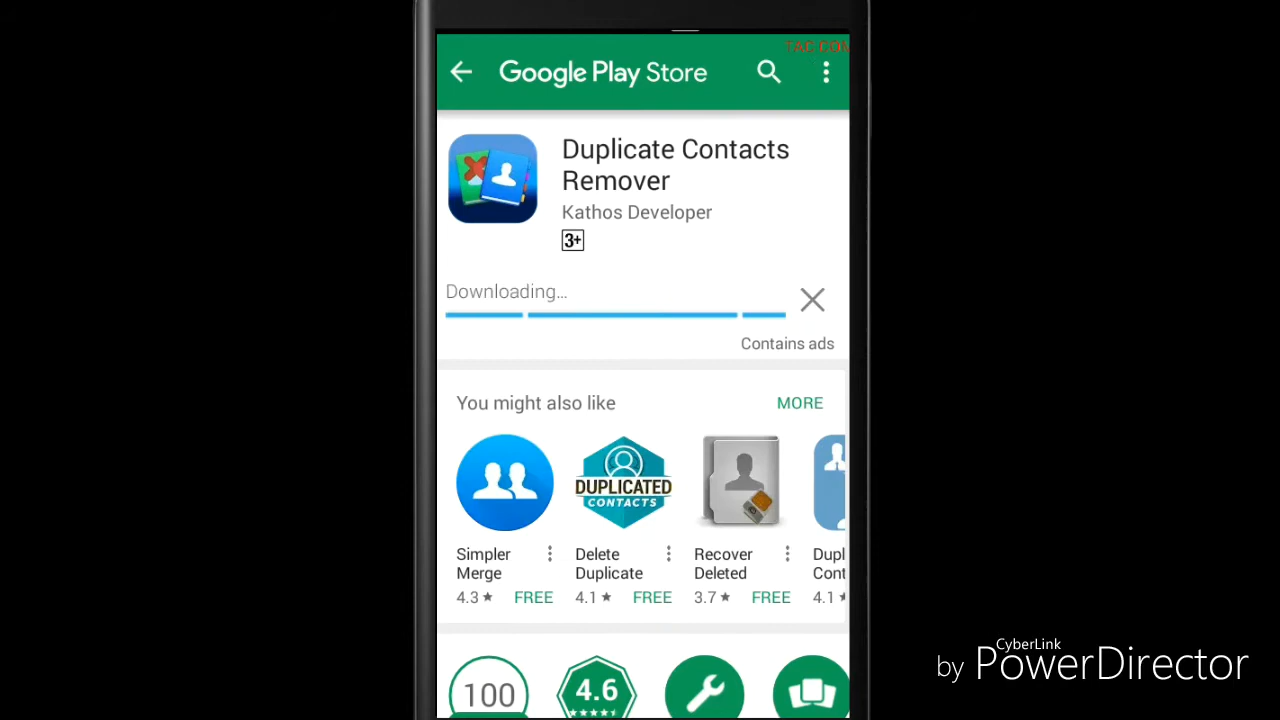 Google Play Store
Duplicate Contacts
Remover
Kathos Developer
3+
Downloading...
Contains ads
You might also like
MORE
DUPLICATED
CONTACTS
Simpler
Merge
4.3 ★ FREE
Delete
Duplicate
4.1 ★ FREE
Recover
Deleted
3.7 ★ FREE
Dupl
Cont
4.1
100
4.6
CyberLink
by PowerDirector